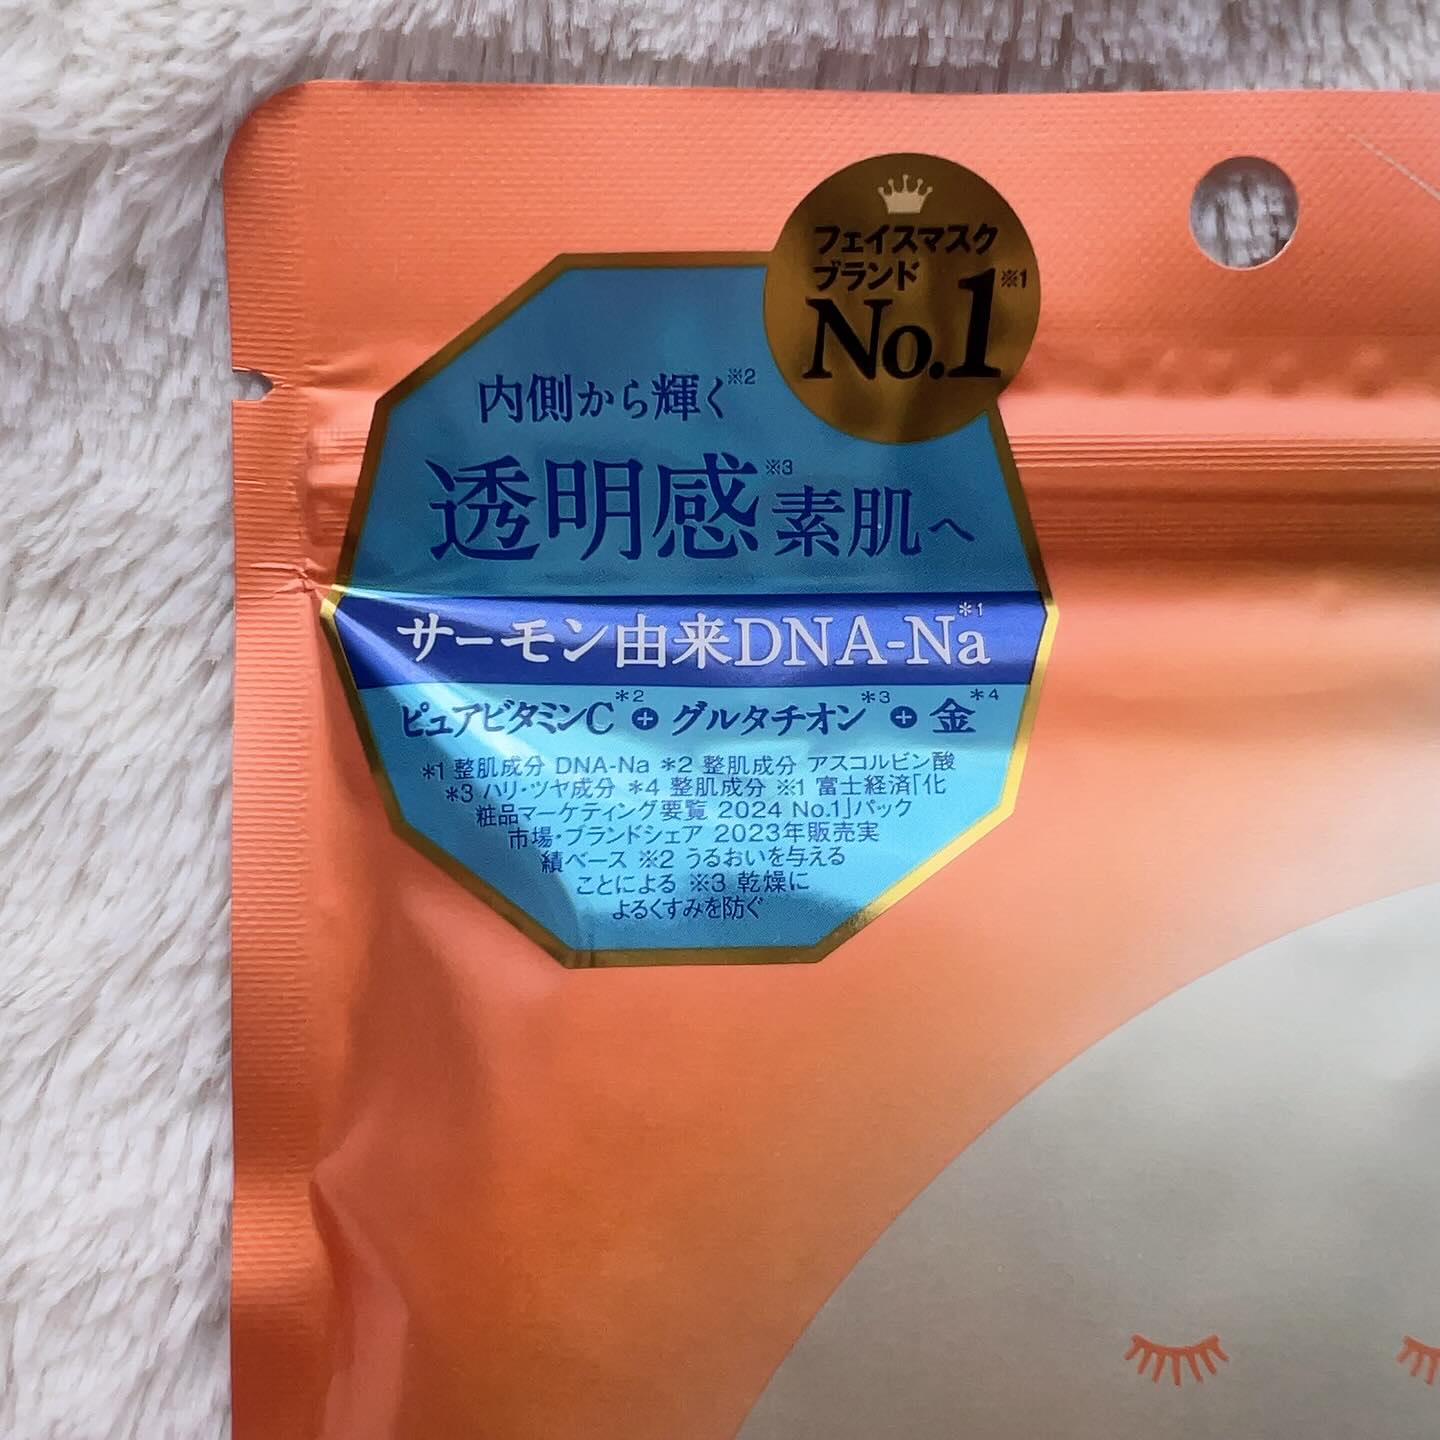 フェイスマスク
ブランド
No.1※1
内側から輝く※2
透明感※3素肌へ
サーモン由来DNA-Na*1
ピュアビタミンC*2+グルタチオン*3+金*4
*1 整肌成分 DNA-Na *2 整肌成分 アスコルビン酸
*3 ハリ・ツヤ成分 *4 整肌成分 ※1 富士経済「化
粧品マーケティング要覧 2024 No.1」パック
市場・ブランドシェア 2023年販売実
績ベース ※2 うるおいを与える
ことによる ※3 乾燥に
よるくすみを防ぐ